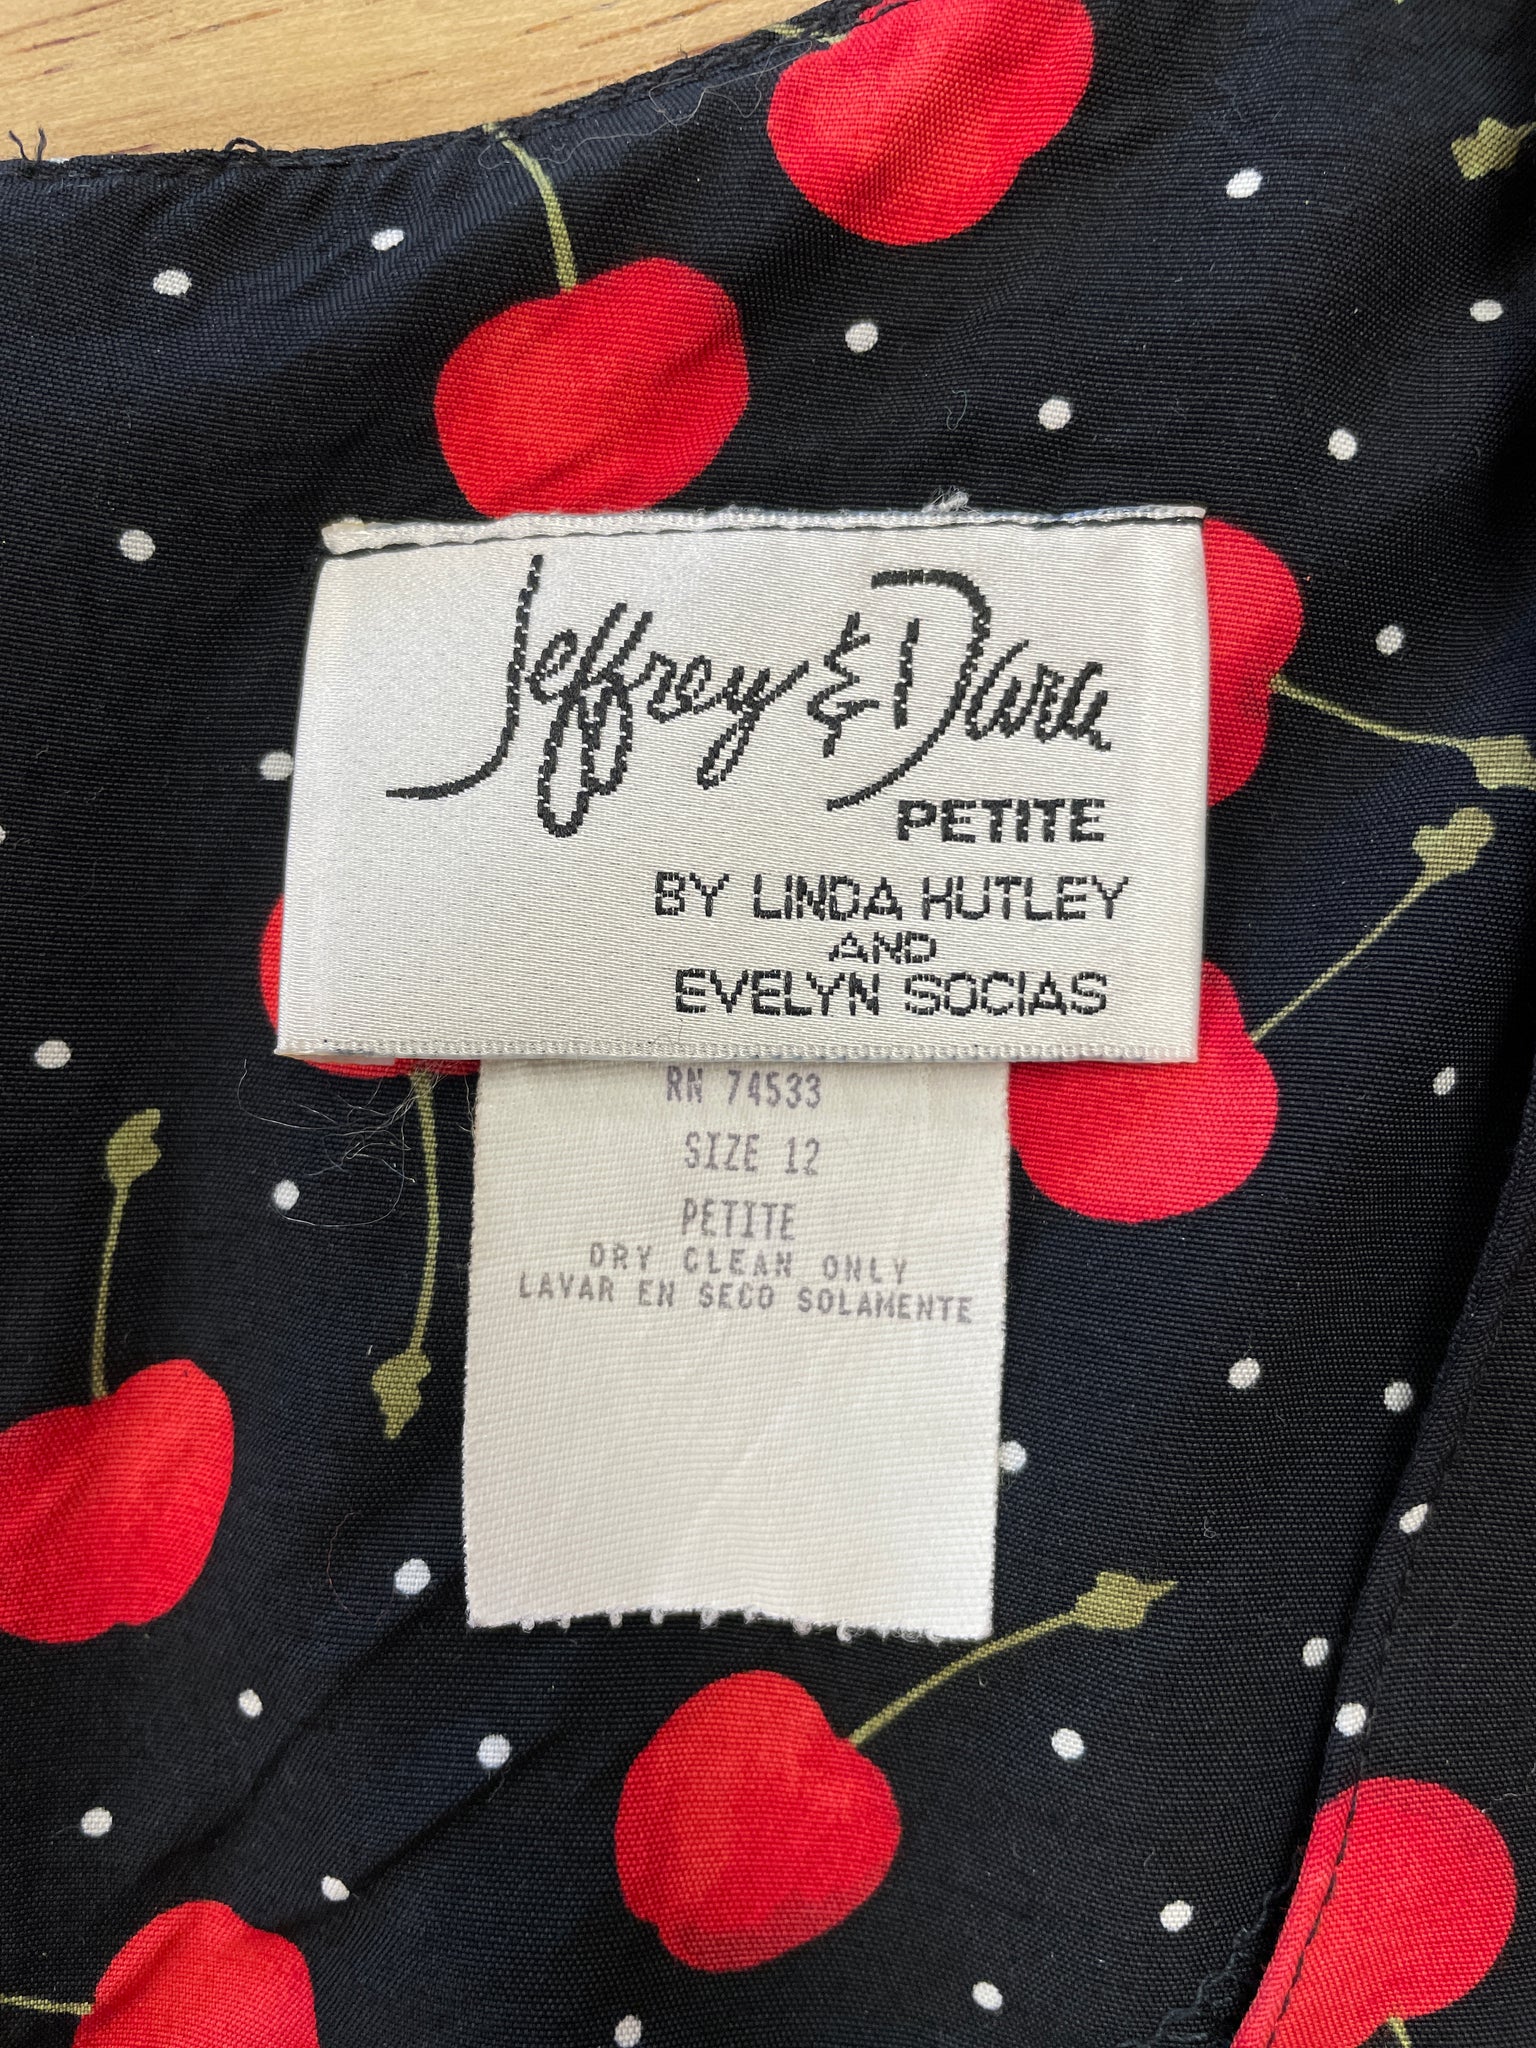 Jeffrey & Dara
PETITE
BY LINDA HUTLEY
AND
EVELYN SOCIAS
RN 74533
SIZE 12
PETITE
DRY CLEAN ONLY
LAVAR EN SECO SOLAMENTE